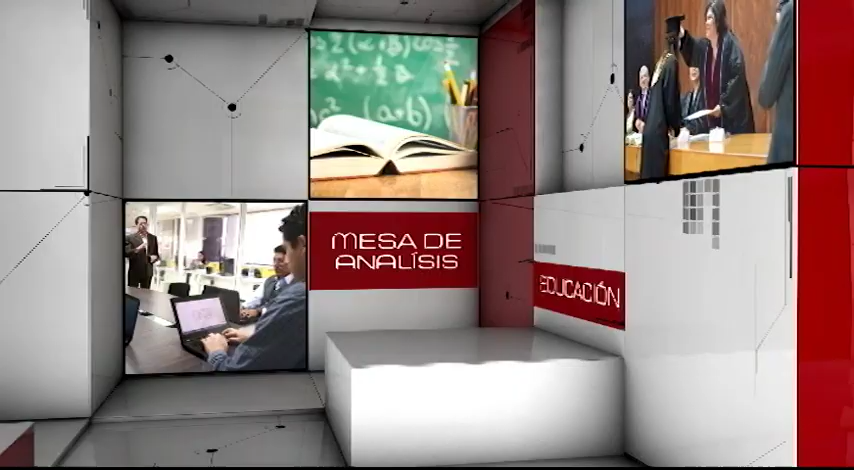 MESA DE
ANALÍSIS
EDUCACIÓN
(a+b)